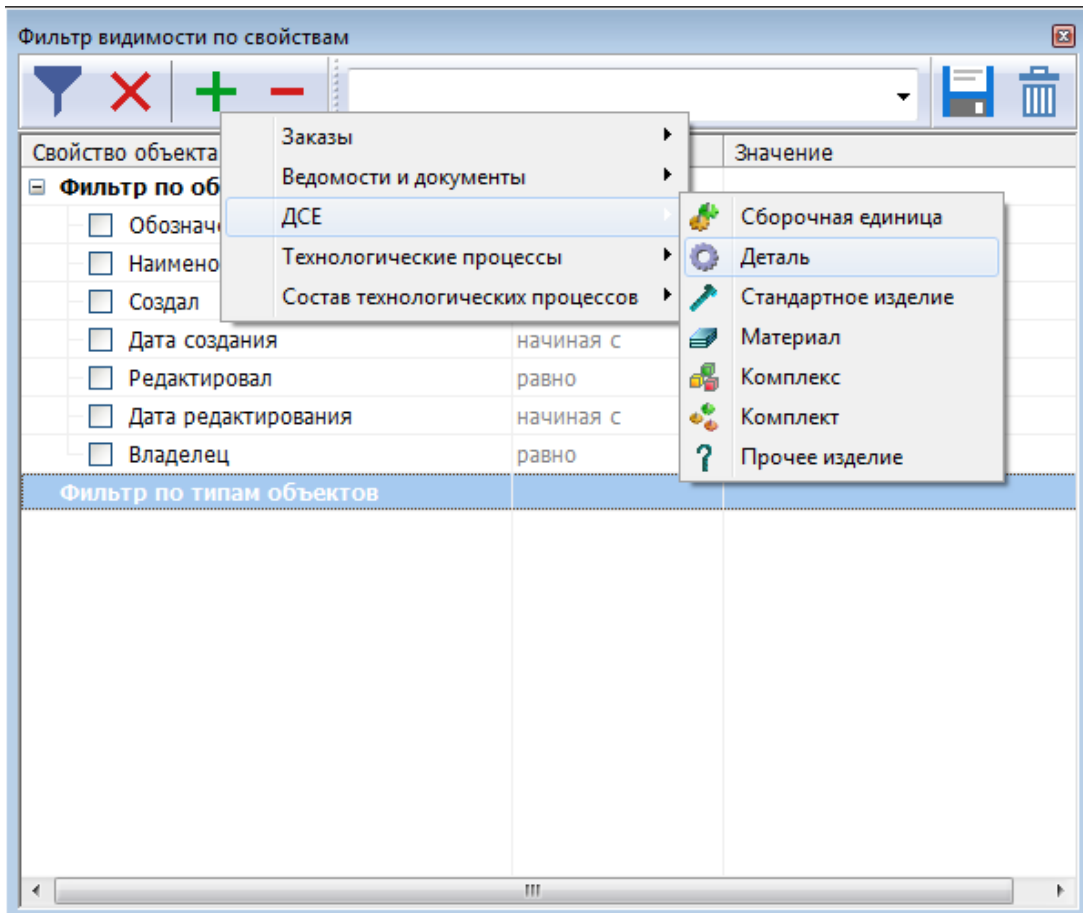 Фильтр видимости по свойствам
Свойство объекта
Значение
Фильтр по об
Обознач
Наимено
Создал
Дата создания
начиная с
Редактировал
равно
Дата редактирования
начиная с
Владелец
равно
Фильтр по типам объектов
Заказы
Ведомости и документы
ДСЕ
Технологические процессы
Состав технологических процессов
Сборочная единица
Деталь
Стандартное изделие
Материал
Комплекс
Комплект
Прочее изделие